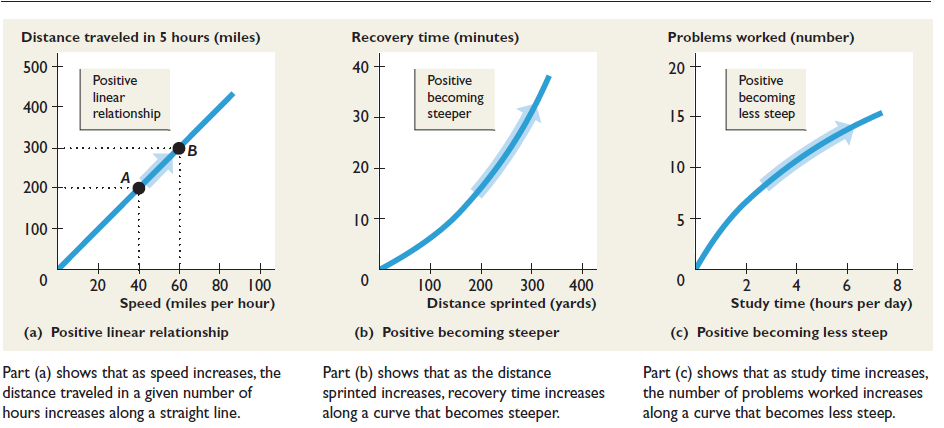 Distance traveled in 5 hours (miles)
500
400
300
200
100
0
20 40 60 80 100
Speed (miles per hour)
Positive
linear
relationship
A
B
(a) Positive linear relationship
Recovery time (minutes)
40
30
20
10
0
100 200 300 400
Distance sprinted (yards)
Positive
becoming
steeper
(b) Positive becoming steeper
Problems worked (number)
20
15
10
5
0
2 4 6 8
Study time (hours per day)
Positive
becoming
less steep
(c) Positive becoming less steep
Part (a) shows that as speed increases, the
distance traveled in a given number of
hours increases along a straight line.
Part (b) shows that as the distance
sprinted increases, recovery time increases
along a curve that becomes steeper.
Part (c) shows that as study time increases,
the number of problems worked increases
along a curve that becomes less steep.